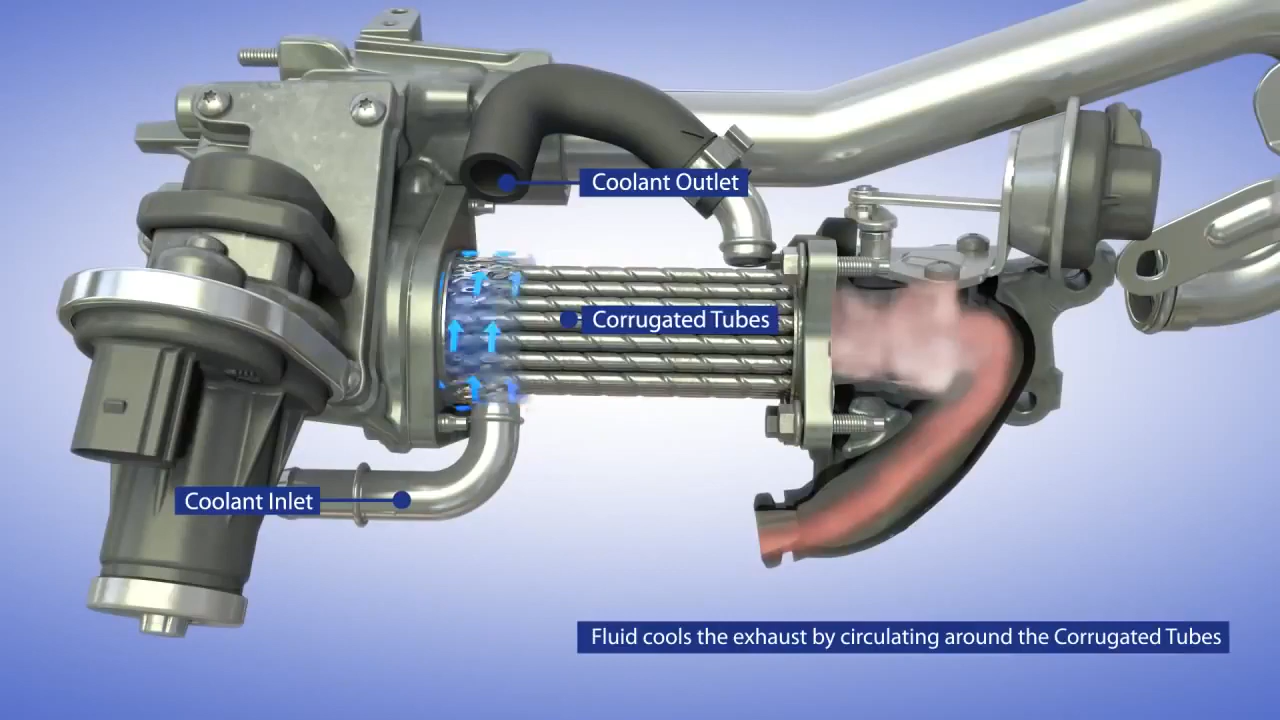 Coolant Outlet
Corrugated Tubes
Coolant Inlet
Fluid cools the exhaust by circulating around the Corrugated Tubes